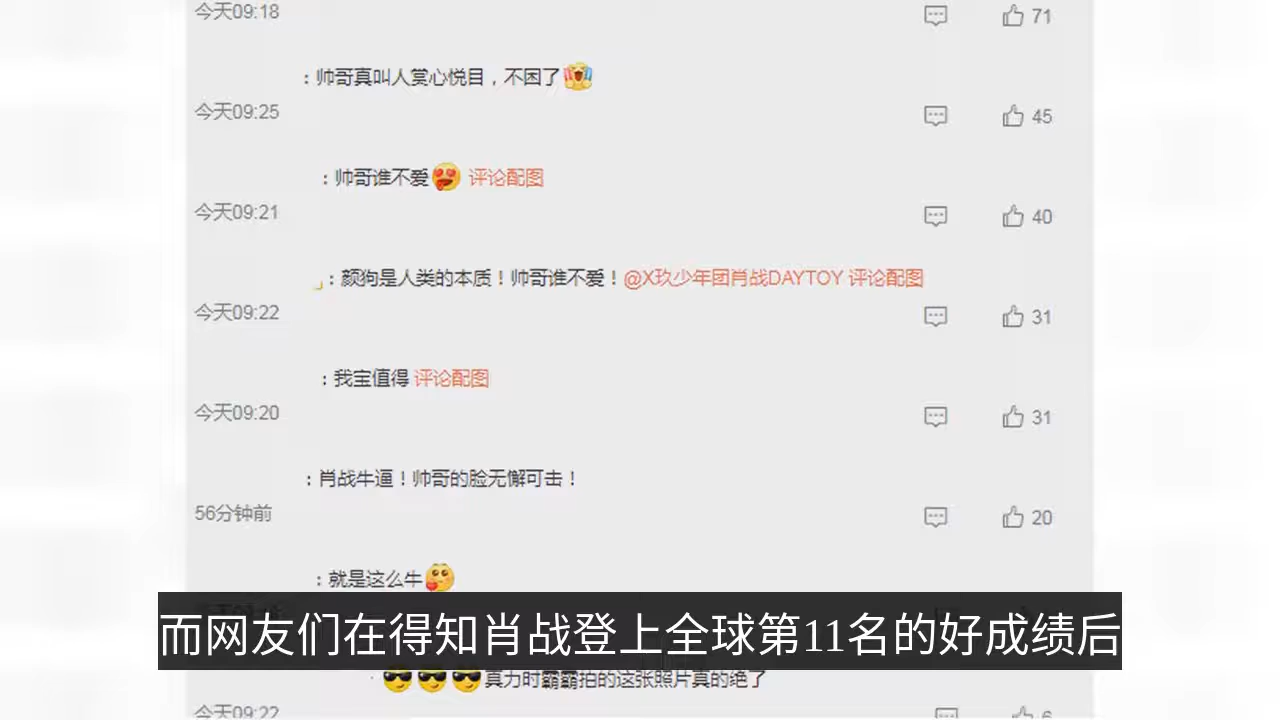 今天09:18
71
：帅哥真叫人赏心悦目，不困了
今天09:25
45
：帅哥谁不爱 评论配图
今天09:21
40
：颜狗是人类的本质！帅哥谁不爱！@X玖少年团肖战DAYTOY 评论配图
今天09:22
31
：我宝值得 评论配图
今天09:20
31
：肖战牛逼！帅哥的脸无懈可击！
56分钟前
20
：就是这么牛
而网友们在得知肖战登上全球第11名的好成绩后
真力时霸霸拍的这张照片真的绝了
今天09:22
6